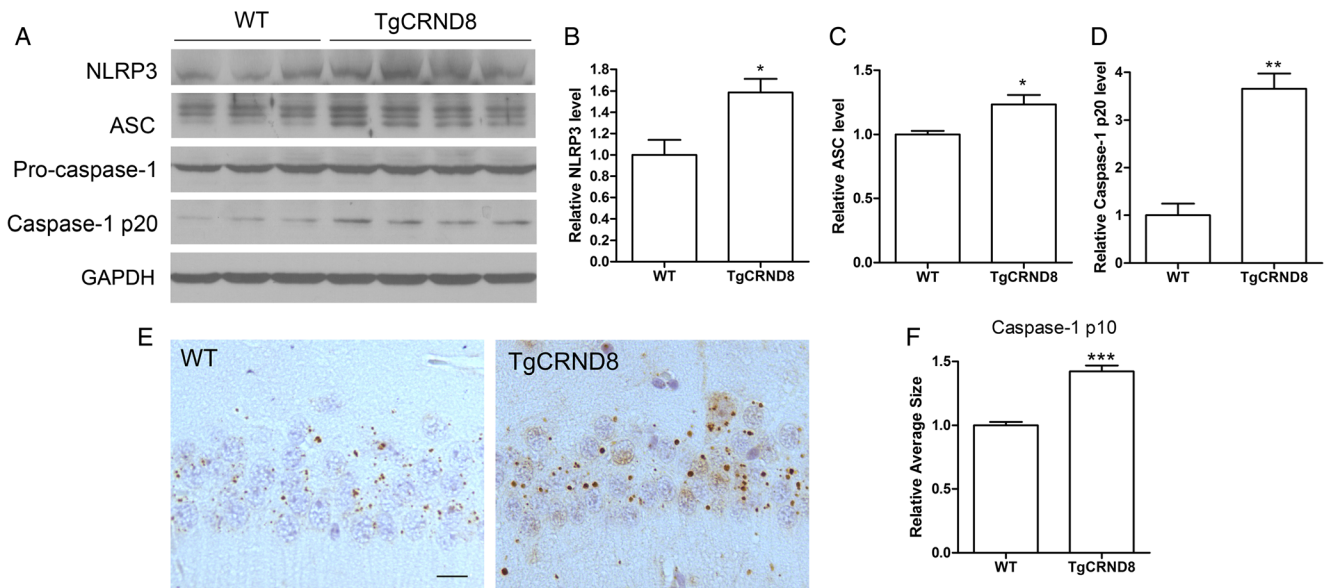 A
WT
TgCRND8
NLRP3
ASC
Pro-caspase-1
Caspase-1 p20
GAPDH
B
Relative NLRP3 level
1.8
1.6
1.4
1.2
1.0
0.8
0.6
0.4
0.2
0.0
*
WT
TgCRND8
C
Relative ASC level
1.5
1.0
0.5
0.0
*
WT
TgCRND8
D
Relative Caspase-1 p20 level
4
3
2
1
0
**
WT
TgCRND8
E
WT
TgCRND8
F
Caspase-1 p10
Relative Average Size
1.5
1.0
0.5
0.0
***
WT
TgCRND8